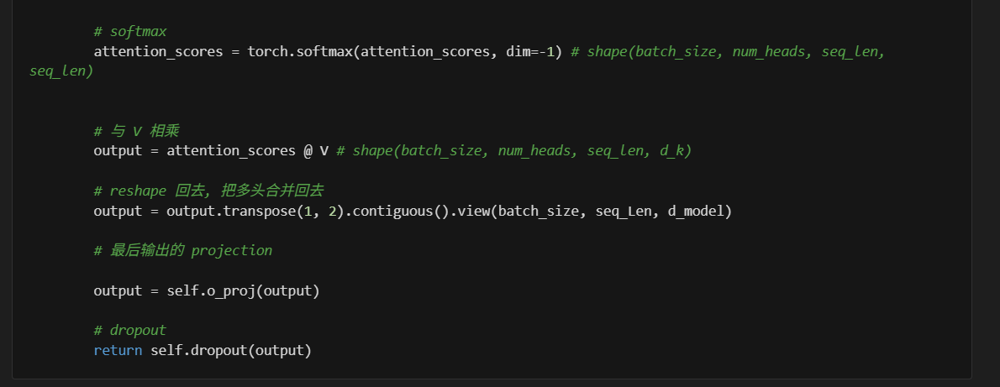 # softmax
attention_scores = torch.softmax(attention_scores, dim=-1) # shape(batch_size, num_heads, seq_len,
seq_len)
# 与 V 相乘
output = attention_scores @ V # shape(batch_size, num_heads, seq_len, d_k)
# reshape 回去, 把多头合并回去
output = output.transpose(1, 2).contiguous().view(batch_size, seq_Len, d_model)
# 最后输出的 projection
output = self.o_proj(output)
# dropout
return self.dropout(output)